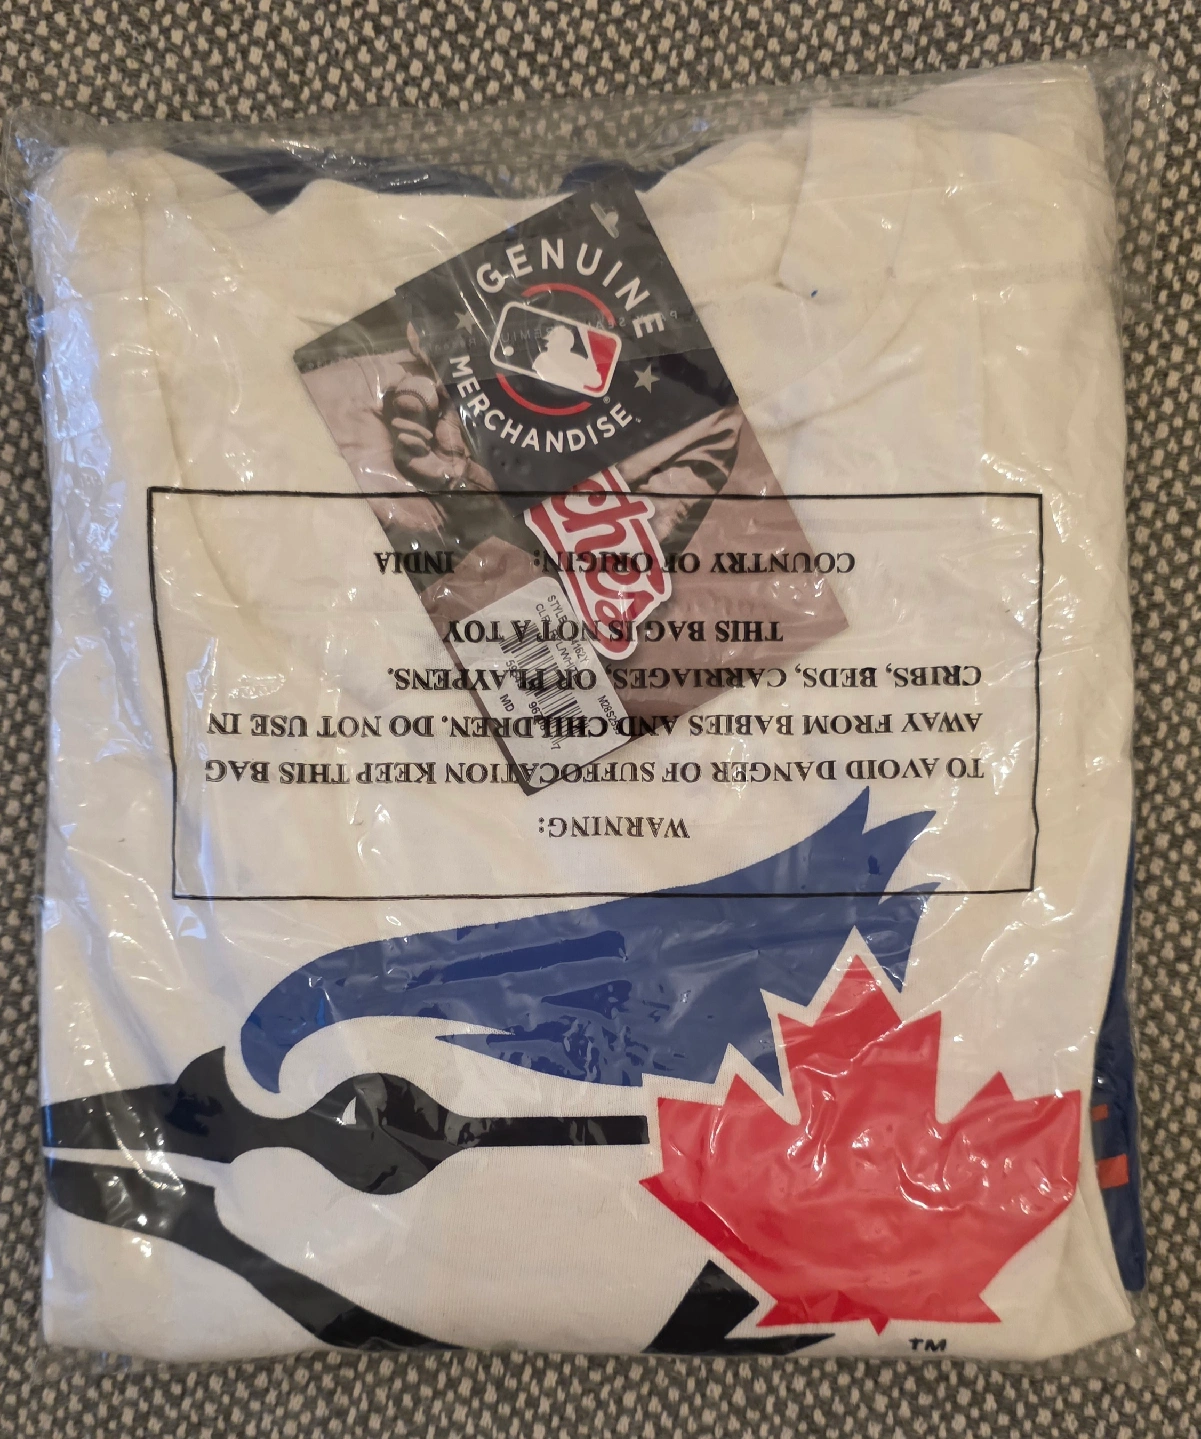 GENUINE
MERCHANDISE
WARNING:
TO AVOID DANGER OF SUFFOCATION KEEP THIS BAG
AWAY FROM BABIES AND CHILDREN. DO NOT USE IN
CRIBS, BEDS, CARRIAGES, OR PLAYPENS.
THIS BAG IS NOT A TOY
COUNTRY OF ORIGIN: INDIA
STYLE
MD
TM